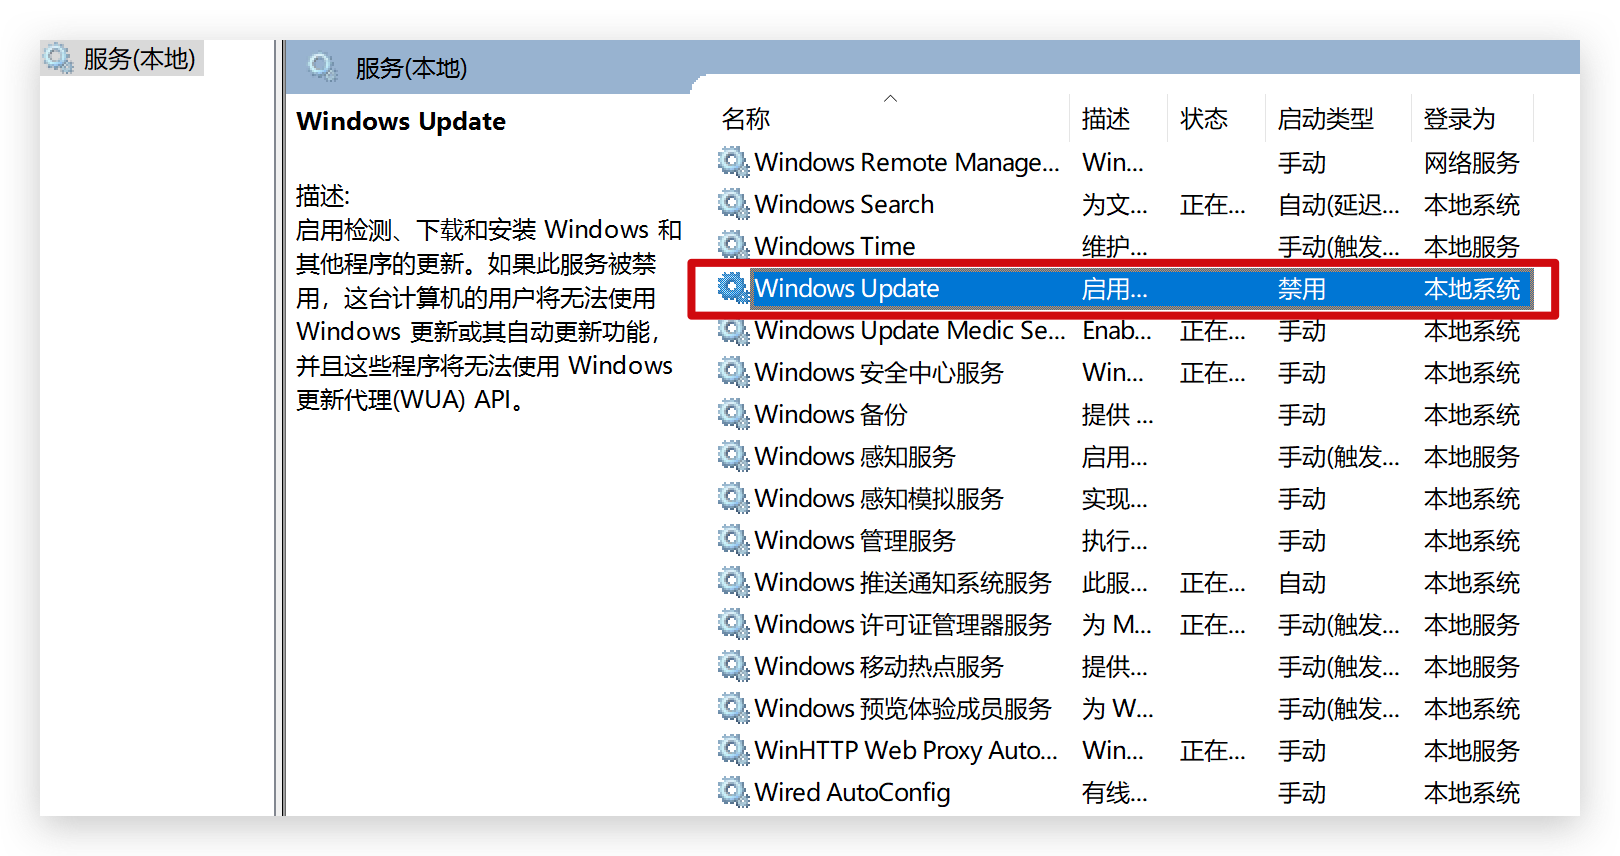 服务(本地)
服务(本地)
Windows Update
描述:
启用检测、下载和安装 Windows 和
其他程序的更新。如果此服务被禁
用，这台计算机的用户将无法使用
Windows 更新或其自动更新功能，
并且这些程序将无法使用 Windows
更新代理(WUA) API。
名称 描述 状态 启动类型 登录为
Windows Remote Manage... Win... 手动 网络服务
Windows Search 为文... 正在... 自动(延迟... 本地系统
Windows Time 维护... 手动(触发... 本地服务
Windows Update 启用... 禁用 本地系统
Windows Update Medic Se... Enab... 正在... 手动 本地系统
Windows 安全中心服务 Win... 正在... 手动 本地系统
Windows 备份 提供 ... 手动 本地系统
Windows 感知服务 启用... 手动(触发... 本地服务
Windows 感知模拟服务 实现... 手动 本地系统
Windows 管理服务 执行... 手动 本地系统
Windows 推送通知系统服务 此服... 正在... 自动 本地系统
Windows 许可证管理器服务 为 M... 正在... 手动(触发... 本地服务
Windows 移动热点服务 提供... 手动(触发... 本地服务
Windows 预览体验成员服务 为 W... 手动(触发... 本地系统
WinHTTP Web Proxy Auto... Win... 正在... 手动 本地服务
Wired AutoConfig 有线... 手动 本地系统